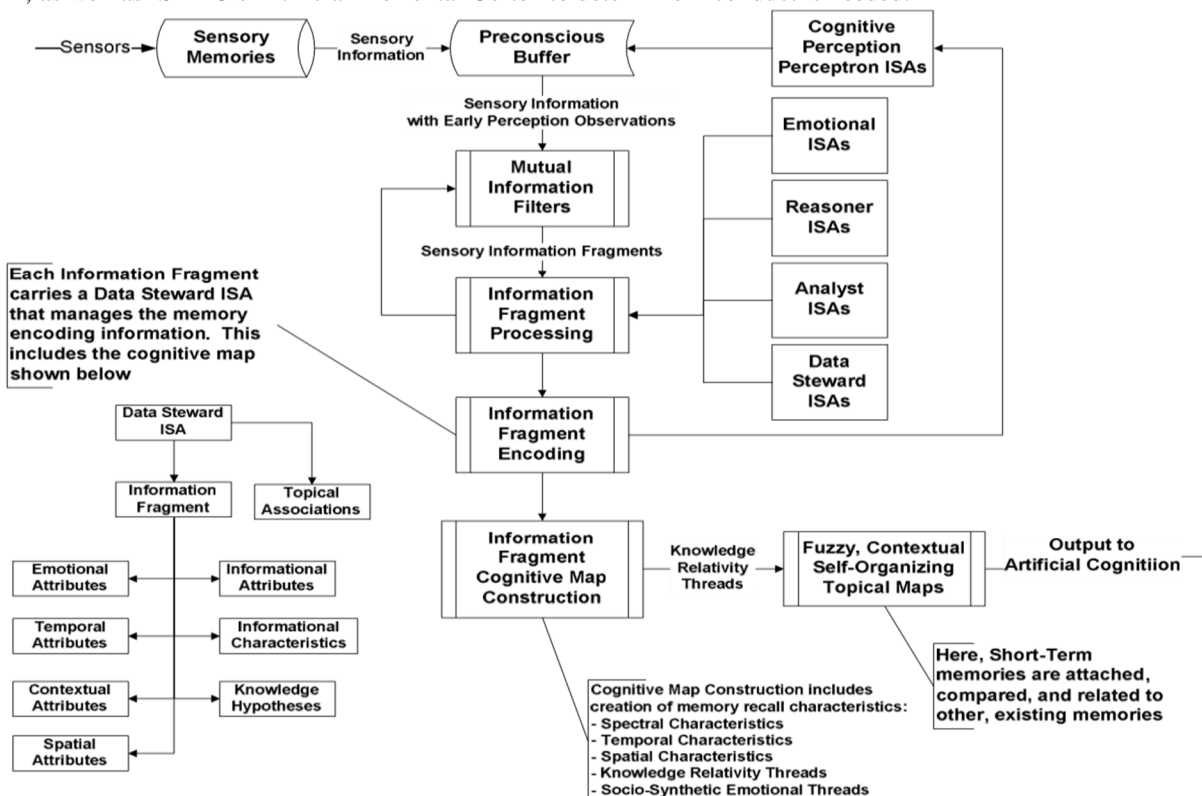 Sensors
Sensory
Memories
Sensory
Information
Preconscious
Buffer
Cognitive
Perception
Perceptron ISAs
Sensory Information
with Early Perception Observations
Emotional
ISAs
Mutual
Information
Filters
Reasoner
ISAs
Sensory Information Fragments
Each Information Fragment
carries a Data Steward ISA
that manages the memory
encoding information. This
includes the cognitive map
shown below
Information
Fragment
Processing
Analyst
ISAs
Data
Steward
ISAs
Information
Fragment
Encoding
Data Steward
ISA
Information
Fragment
Topical
Associations
Emotional
Attributes
Informational
Attributes
Temporal
Attributes
Informational
Characteristics
Contextual
Attributes
Knowledge
Hypotheses
Spatial
Attributes
Information
Fragment
Cognitive Map
Construction
Knowledge
Relativity
Threads
Fuzzy, Contextual
Self-Organizing
Topical Maps
Output to
Artificial Cognitiion
Here, Short-Term
memories are attached,
compared, and related to
other, existing memories
Cognitive Map Construction includes
creation of memory recall characteristics:
- Spectral Characteristics
- Temporal Characteristics
- Spatial Characteristics
- Knowledge Relativity Threads
- Socio-Synthetic Emotional Threads